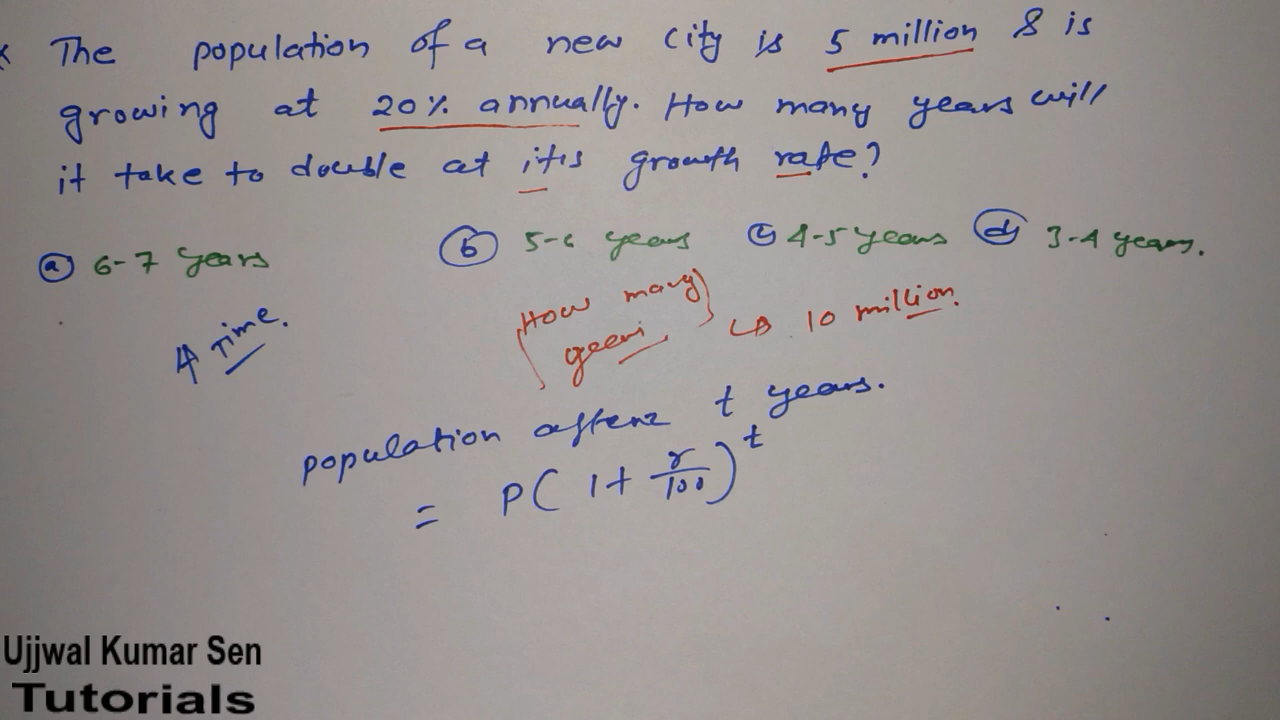 The population of a new city is 5 million & is
growing at 20% annually. How many years will
it take to double at it's growth rate?
(a) 6-7 years (b) 5-6 years (c) 4-5 years (d) 3-4 years.
Time.
How many
years
→ 10 million.
population after t years.
= P(1 + r/100)^t
Ujjwal Kumar Sen
Tutorials